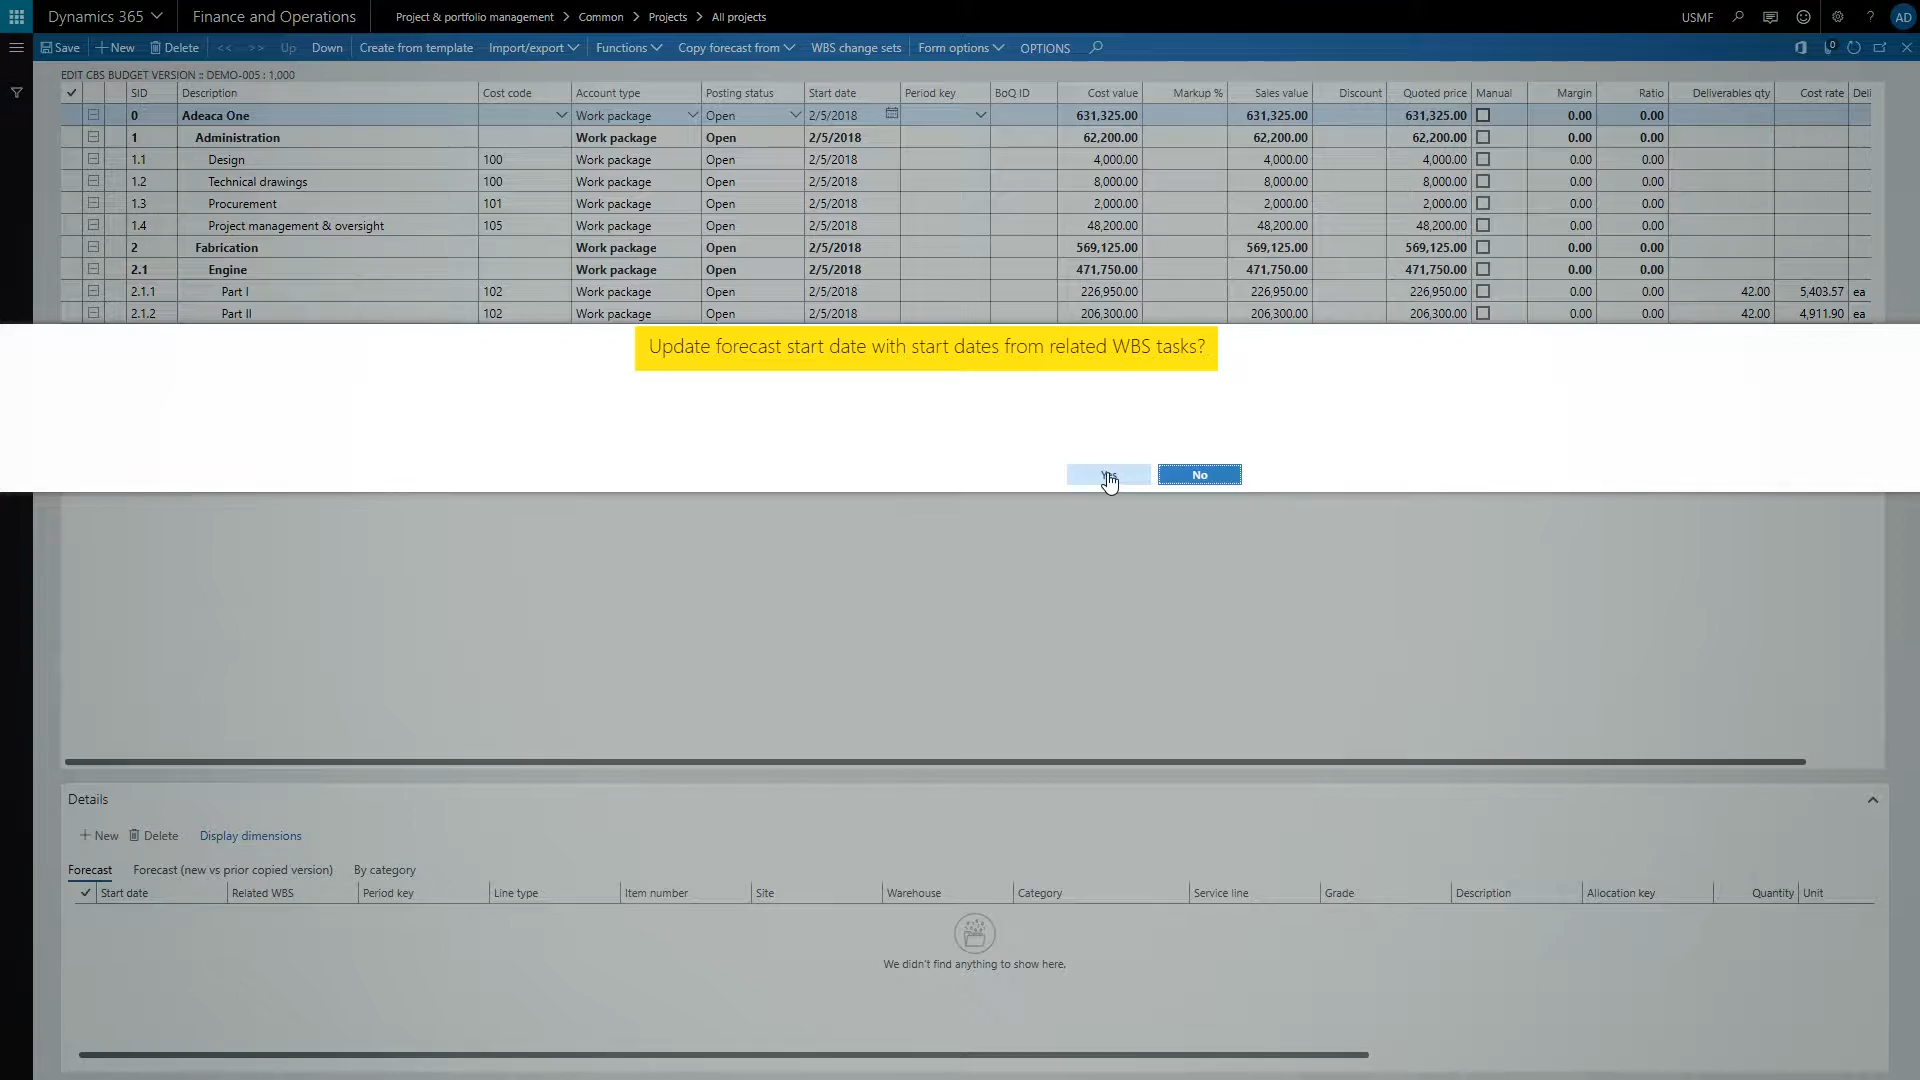 Dynamics 365 Finance and Operations Project & portfolio management > Common > Projects > All projects USMF ? AD
Save + New Delete << >> Up Down Create from template Import/export Functions Copy forecast from WBS change sets Form options OPTIONS 0
EDIT CBS BUDGET VERSION :: DEMO-005 : 1,000
SID Description Cost code Account type Posting status Start date Period key BoQ ID Cost value Markup % Sales value Discount Quoted price Manual Margin Ratio Deliverables qty Cost rate Deli
0 Adeaca One Work package Open 2/5/2018 631,325.00 631,325.00 631,325.00 0.00 0.00
1 Administration Work package Open 2/5/2018 62,200.00 62,200.00 62,200.00 0.00 0.00
1.1 Design 100 Work package Open 2/5/2018 4,000.00 4,000.00 4,000.00 0.00 0.00
1.2 Technical drawings 100 Work package Open 2/5/2018 8,000.00 8,000.00 8,000.00 0.00 0.00
1.3 Procurement 101 Work package Open 2/5/2018 2,000.00 2,000.00 2,000.00 0.00 0.00
1.4 Project management & oversight 105 Work package Open 2/5/2018 48,200.00 48,200.00 48,200.00 0.00 0.00
2 Fabrication Work package Open 2/5/2018 569,125.00 569,125.00 569,125.00 0.00 0.00
2.1 Engine Work package Open 2/5/2018 471,750.00 471,750.00 471,750.00 0.00 0.00
2.1.1 Part I 102 Work package Open 2/5/2018 226,950.00 226,950.00 226,950.00 0.00 0.00 42.00 5,403.57 ea
2.1.2 Part II 102 Work package Open 2/5/2018 206,300.00 206,300.00 206,300.00 0.00 0.00 42.00 4,911.90 ea
Update forecast start date with start dates from related WBS tasks?
Yes No
Details
+ New Delete Display dimensions
Forecast Forecast (new vs prior copied version) By category
Start date Related WBS Period key Line type Item number Site Warehouse Category Service line Grade Description Allocation key Quantity Unit
We didn't find anything to show here.